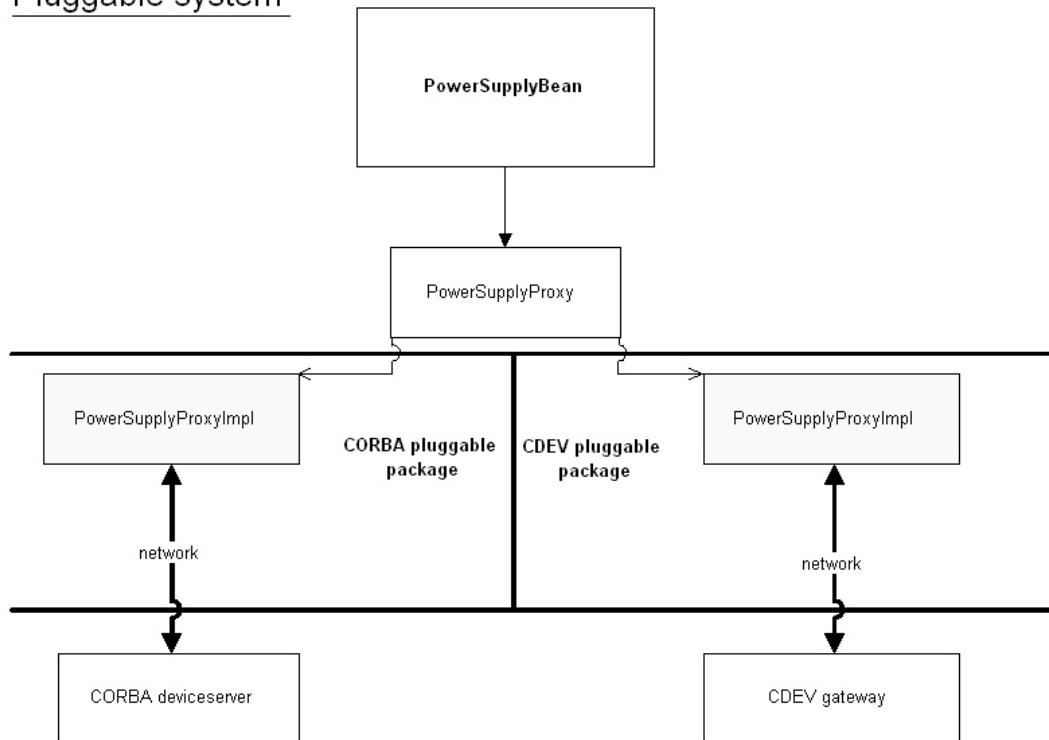 Pluggable system
PowerSupplyBean
PowerSupplyProxy
PowerSupplyProxyImpl
PowerSupplyProxyImpl
CORBA pluggable
package
CDEV pluggable
package
network
network
CORBA deviceserver
CDEV gateway